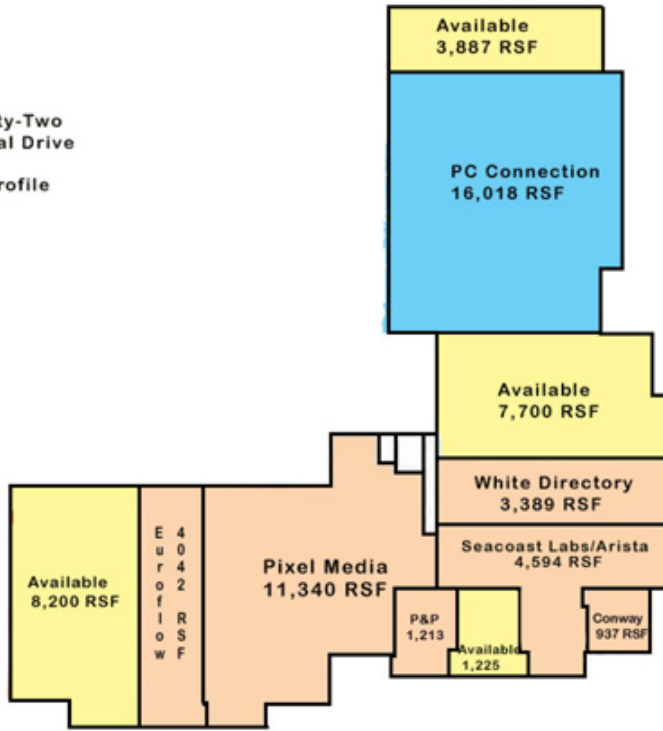 Available
3,887 RSF
ty-Two
al Drive
rofile
PC Connection
16,018 RSF
Available
7,700 RSF
White Directory
3,389 RSF
Seacoast Labs/Arista
4,594 RSF
Euroflow
4042 RSF
Pixel Media
11,340 RSF
Available
8,200 RSF
P&P
1,213
Available
1,225
Conway
937 RSF